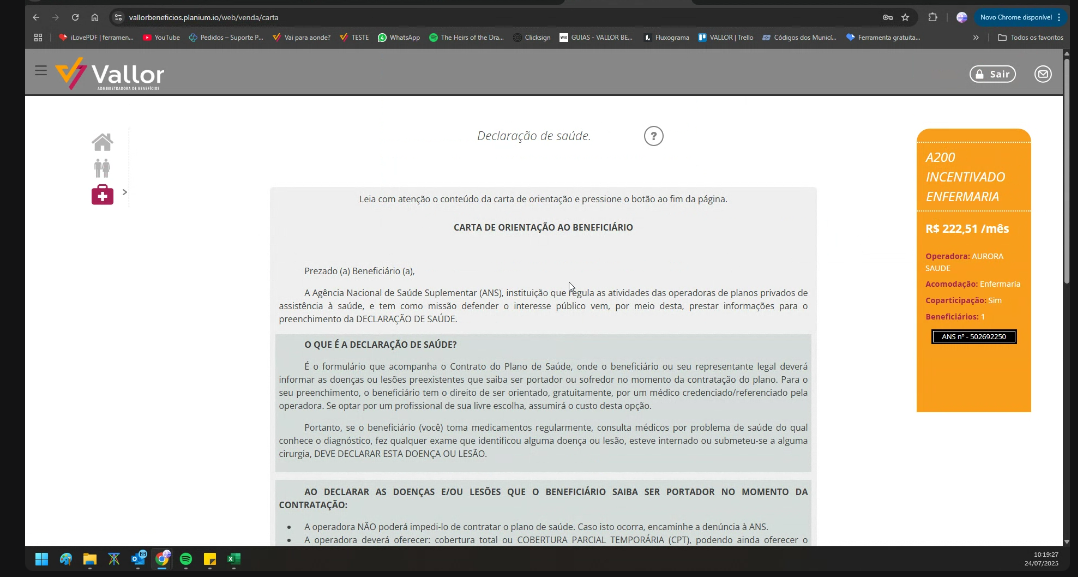 vallorbeneficios.planium.io/web/venda/carta
Novo Chrome disponível
iLovePDF | ferramen...
YouTube
Pedidos – Suporte P...
Vai para aonde?
TESTE
WhatsApp
The Heirs of the Dra...
Clicksign
GUIAS - VALLOR BE...
Fluxograma
VALLOR | Trello
Códigos dos Municí...
Ferramenta gratuita...
»
Todos os favoritos
Vallor
ADMINISTRADORA DE BENEFÍCIOS
Sair
Declaração de saúde.
?
Leia com atenção o conteúdo da carta de orientação e pressione o botão ao fim da página.
CARTA DE ORIENTAÇÃO AO BENEFICIÁRIO
Prezado (a) Beneficiário (a),
A Agência Nacional de Saúde Suplementar (ANS), instituição que regula as atividades das operadoras de planos privados de
assistência à saúde, e tem como missão defender o interesse público vem, por meio desta, prestar informações para o
preenchimento da DECLARAÇÃO DE SAÚDE.
O QUE É A DECLARAÇÃO DE SAÚDE?
É o formulário que acompanha o Contrato do Plano de Saúde, onde o beneficiário ou seu representante legal deverá
informar as doenças ou lesões preexistentes que saiba ser portador ou sofredor no momento da contratação do plano. Para o
seu preenchimento, o beneficiário tem o direito de ser orientado, gratuitamente, por um médico credenciado/referenciado pela
operadora. Se optar por um profissional de sua livre escolha, assumirá o custo desta opção.
Portanto, se o beneficiário (você) toma medicamentos regularmente, consulta médicos por problema de saúde do qual
conhece o diagnóstico, fez qualquer exame que identificou alguma doença ou lesão, esteve internado ou submeteu-se a alguma
cirurgia, DEVE DECLARAR ESTA DOENÇA OU LESÃO.
AO DECLARAR AS DOENÇAS E/OU LESÕES QUE O BENEFICIÁRIO SAIBA SER PORTADOR NO MOMENTO DA
CONTRATAÇÃO:
• A operadora NÃO poderá impedi-lo de contratar o plano de saúde. Caso isto ocorra, encaminhe a denúncia à ANS.
• A operadora deverá oferecer: cobertura total ou COBERTURA PARCIAL TEMPORÁRIA (CPT), podendo ainda oferecer o
A200
INCENTIVADO
ENFERMARIA
R$ 222,51 /mês
Operadora: AURORA
SAUDE
Acomodação: Enfermaria
Coparticipação: Sim
Beneficiários: 1
ANS nº - 502692250
10:19:27
24/07/2025